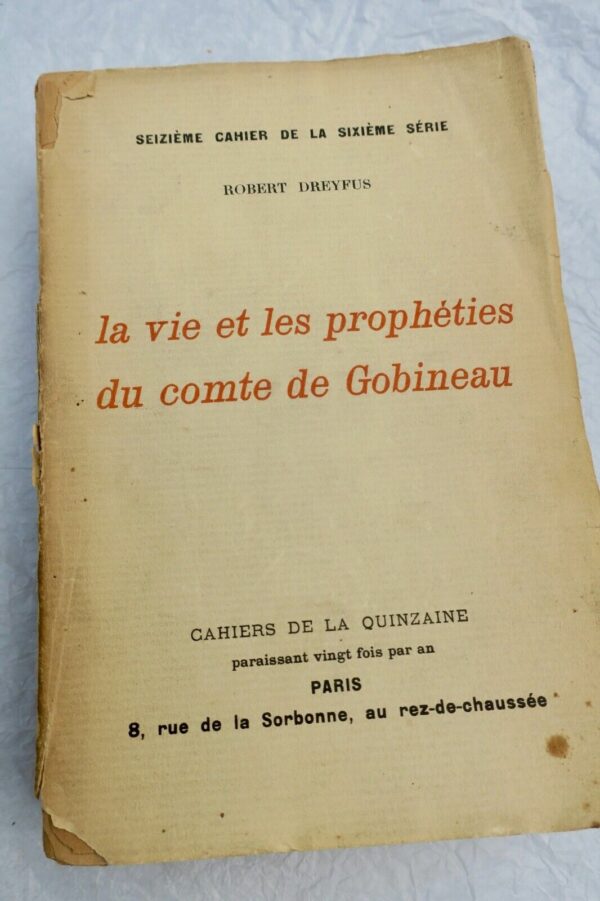 SEIZIÈME CAHIER DE LA SIXIÈME SÉRIE
ROBERT DREYFUS
la vie et les prophéties
du comte de Gobineau
CAHIERS DE LA QUINZAINE
paraissant vingt fois par an
PARIS
8, rue de la Sorbonne, au rez-de-chaussée